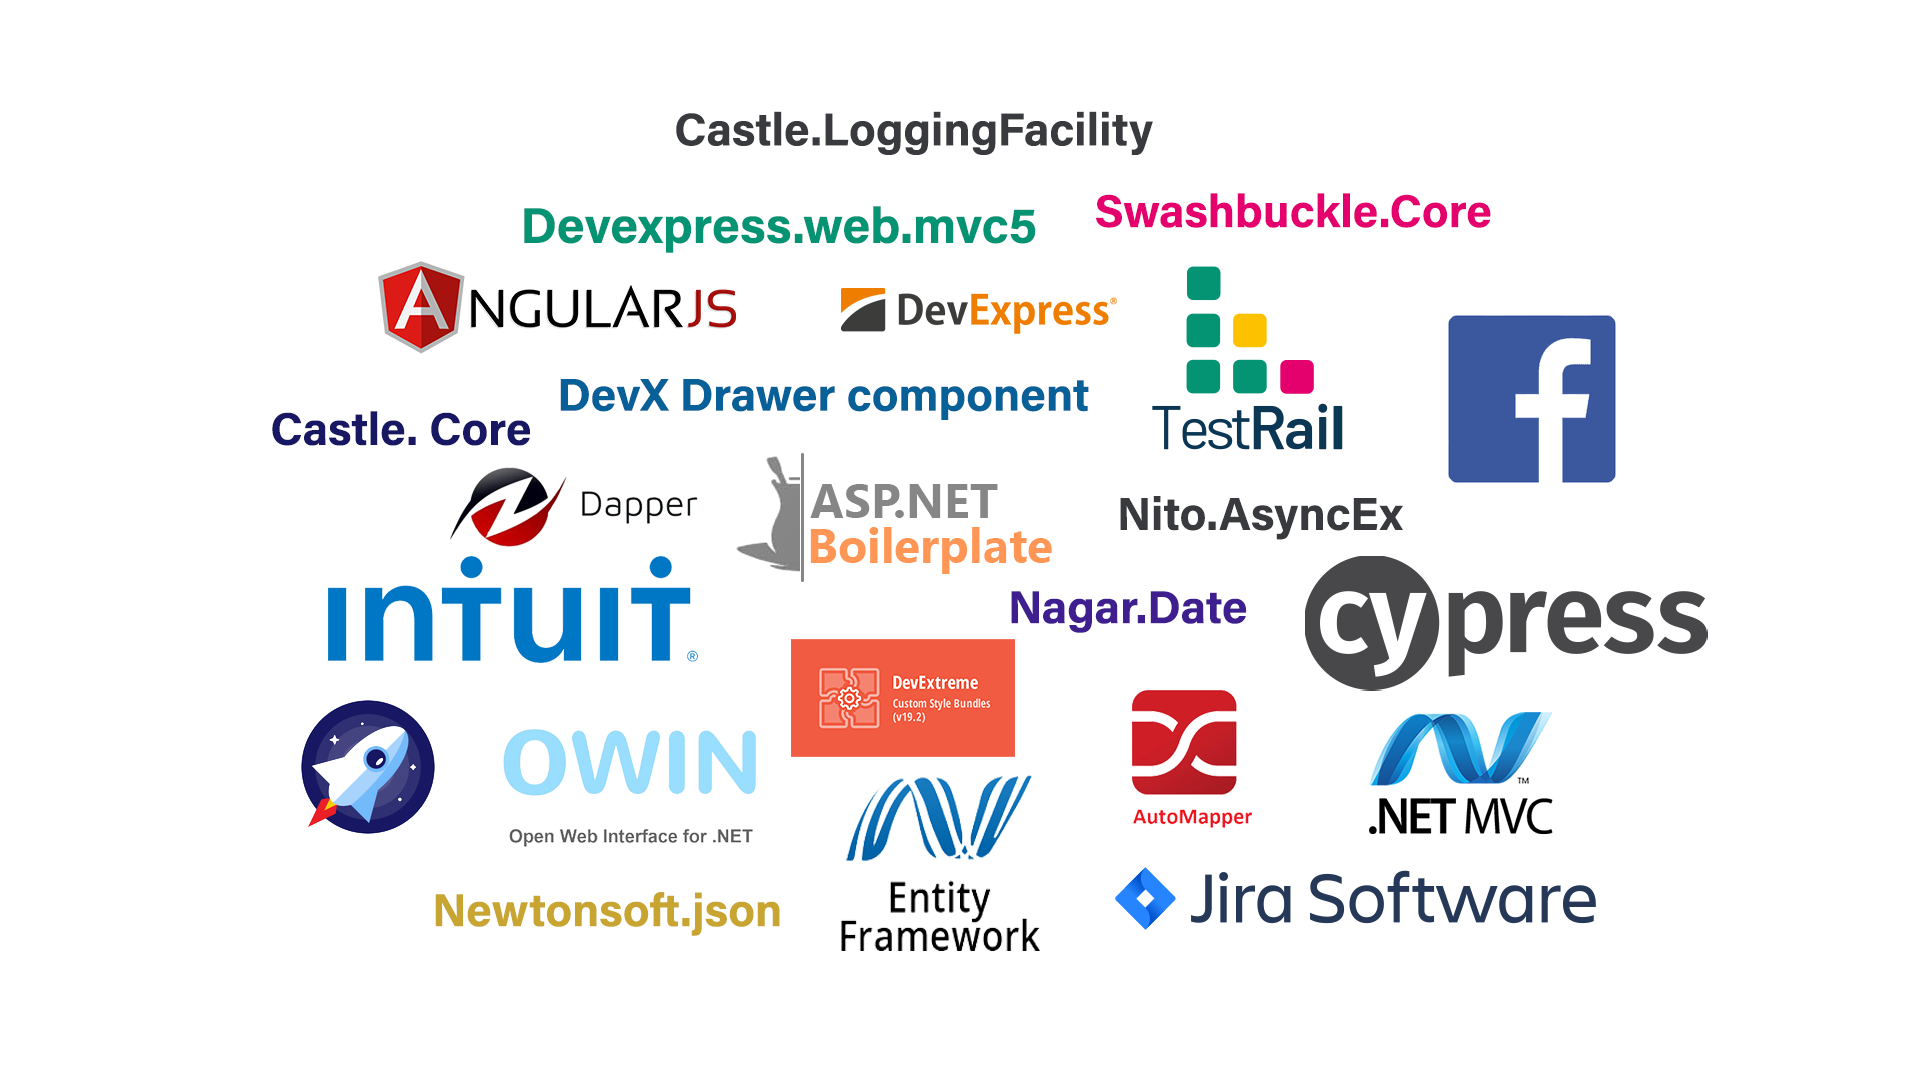 Castle.LoggingFacility
Swashbuckle.Core
Devexpress.web.mvc5
ANGULARJS
DevExpress®
DevX Drawer component
TestRail
f
Castle. Core
Dapper
ASP.NET
Boilerplate
Nito.AsyncEx
INTUIT®
Nagar.Date
cypress
DevExtreme
Custom Style Bundles
(v19.2)
OWIN
Open Web Interface for .NET
AutoMapper
TM
.NET MVC
Newtonsoft.json
Entity
Framework
Jira Software